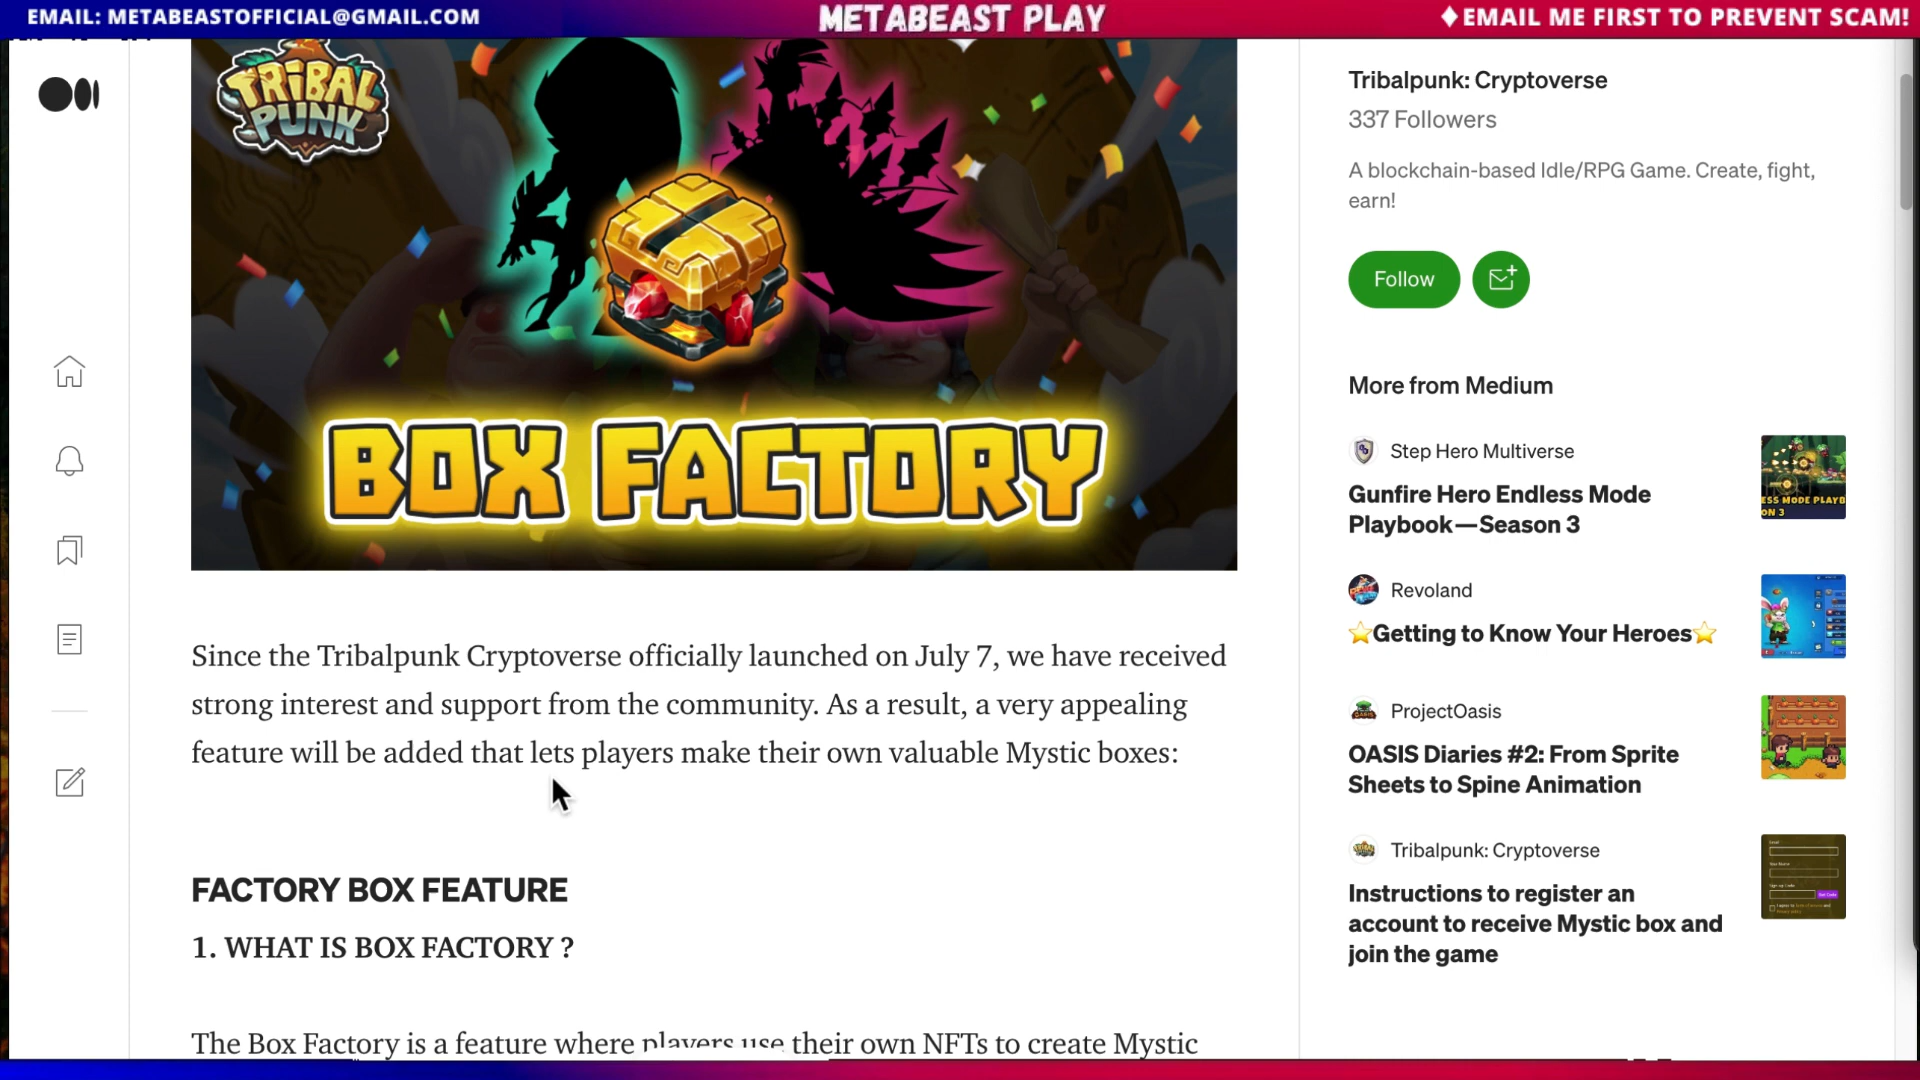 EMAIL: METABEASTOFFICIAL@GMAIL.COM
METABEAST PLAY
♦EMAIL ME FIRST TO PREVENT SCAM!
TRIBAL
PUNK
BOX FACTORY
Since the Tribalpunk Cryptoverse officially launched on July 7, we have received
strong interest and support from the community. As a result, a very appealing
feature will be added that lets players make their own valuable Mystic boxes:
FACTORY BOX FEATURE
1. WHAT IS BOX FACTORY ?
The Box Factory is a feature where players use their own NFTs to create Mystic
Tribalpunk: Cryptoverse
337 Followers
A blockchain-based Idle/RPG Game. Create, fight,
earn!
Follow
More from Medium
Step Hero Multiverse
Gunfire Hero Endless Mode
Playbook—Season 3
ESS MODE PLAYB
ON 3
Revoland
⭐Getting to Know Your Heroes⭐
ProjectOasis
OASIS Diaries #2: From Sprite
Sheets to Spine Animation
Tribalpunk: Cryptoverse
Instructions to register an
account to receive Mystic box and
join the game